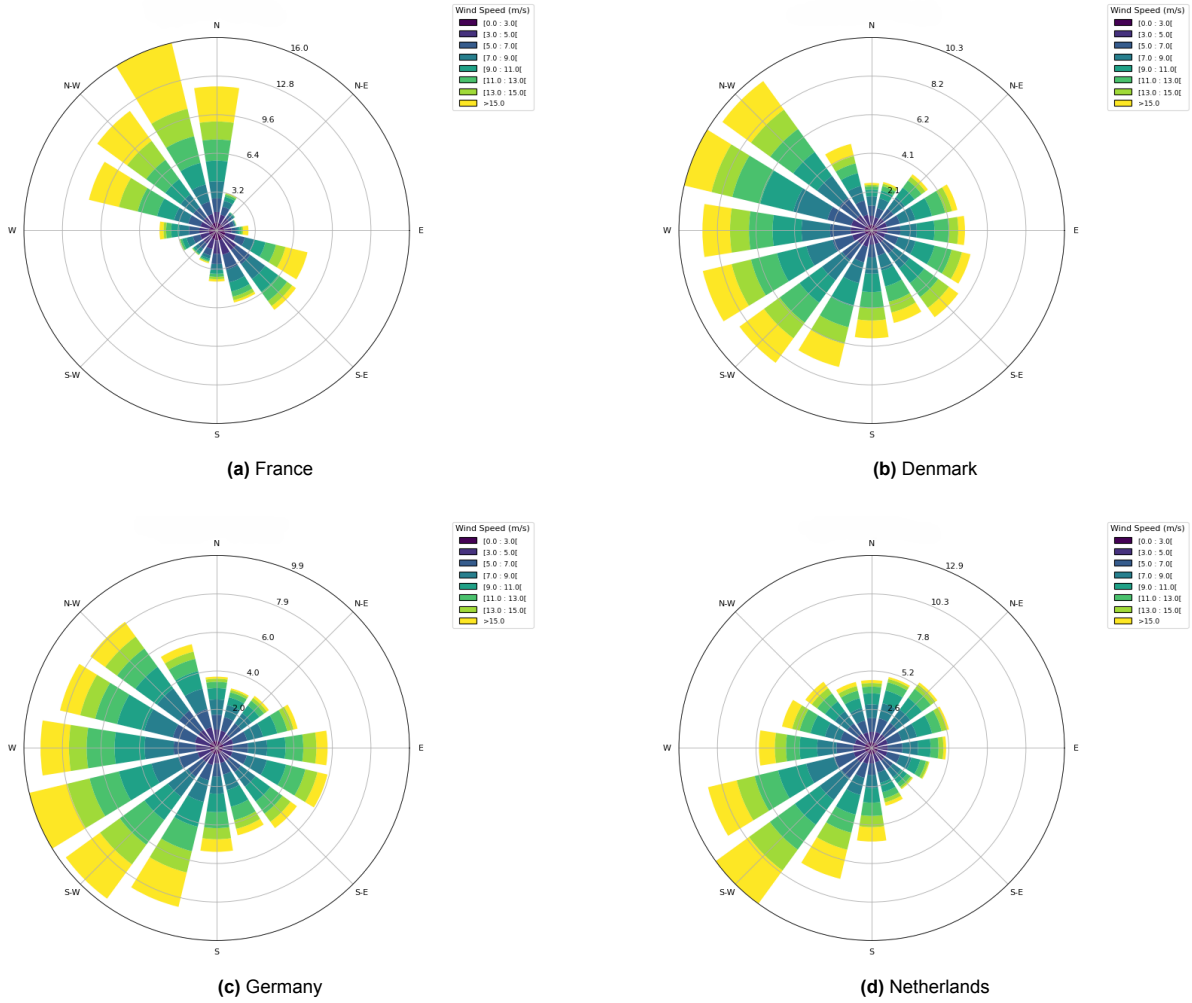 Wind Speed (m/s)
[0.0 : 3.0[
[3.0 : 5.0[
[5.0 : 7.0[
[7.0 : 9.0[
[9.0 : 11.0[
[11.0 : 13.0[
[13.0 : 15.0[
>15.0
N
N-E
E
S-E
S
S-W
W
N-W
16.0
12.8
9.6
6.4
3.2
(a) France
Wind Speed (m/s)
[0.0 : 3.0[
[3.0 : 5.0[
[5.0 : 7.0[
[7.0 : 9.0[
[9.0 : 11.0[
[11.0 : 13.0[
[13.0 : 15.0[
>15.0
N
N-E
E
S-E
S
S-W
W
N-W
10.3
8.2
6.2
4.1
2.1
(b) Denmark
Wind Speed (m/s)
[0.0 : 3.0[
[3.0 : 5.0[
[5.0 : 7.0[
[7.0 : 9.0[
[9.0 : 11.0[
[11.0 : 13.0[
[13.0 : 15.0[
>15.0
N
N-E
E
S-E
S
S-W
W
N-W
9.9
7.9
6.0
4.0
2.0
(c) Germany
Wind Speed (m/s)
[0.0 : 3.0[
[3.0 : 5.0[
[5.0 : 7.0[
[7.0 : 9.0[
[9.0 : 11.0[
[11.0 : 13.0[
[13.0 : 15.0[
>15.0
N
N-E
E
S-E
S
S-W
W
N-W
12.9
10.3
7.8
5.2
2.6
(d) Netherlands